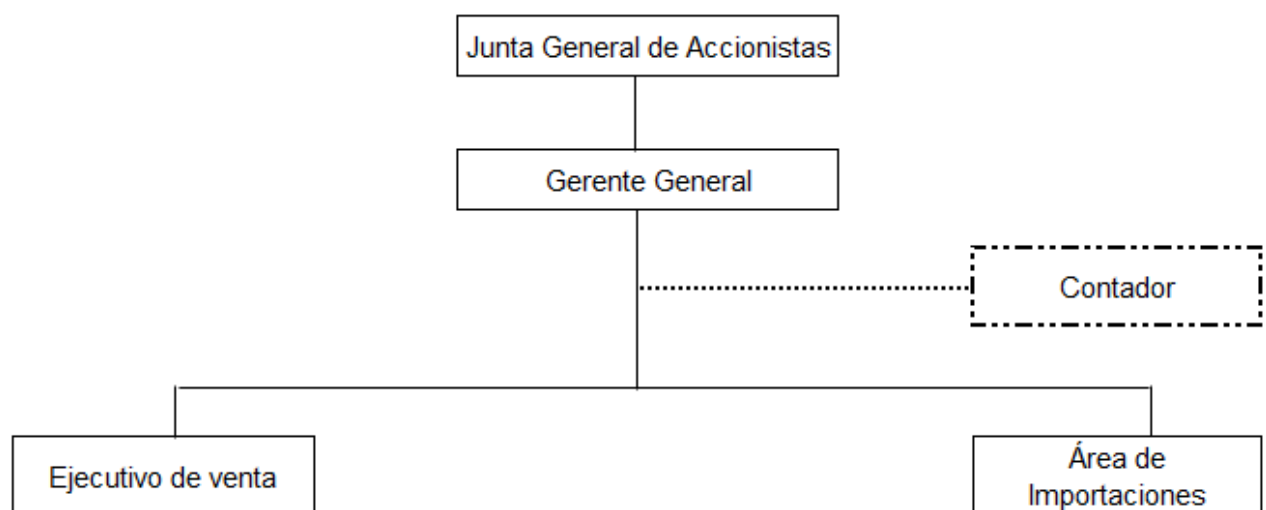 Junta General de Accionistas
Gerente General
Contador
Ejecutivo de venta
Área de
Importaciones